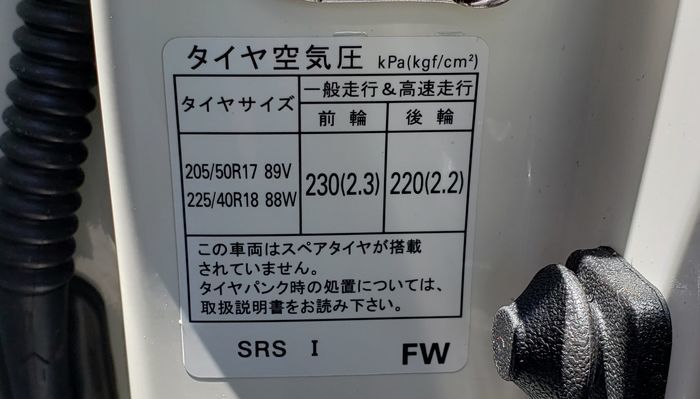 タイヤ空気圧 kPa(kgf/cm²)
タイヤサイズ
一般走行&高速走行
前輪 後輪
205/50R17 89V
225/40R18 88W
230(2.3) 220(2.2)
この車両はスペアタイヤが搭載
されていません。
タイヤパンク時の処置については、
取扱説明書をお読み下さい。
SRS I FW